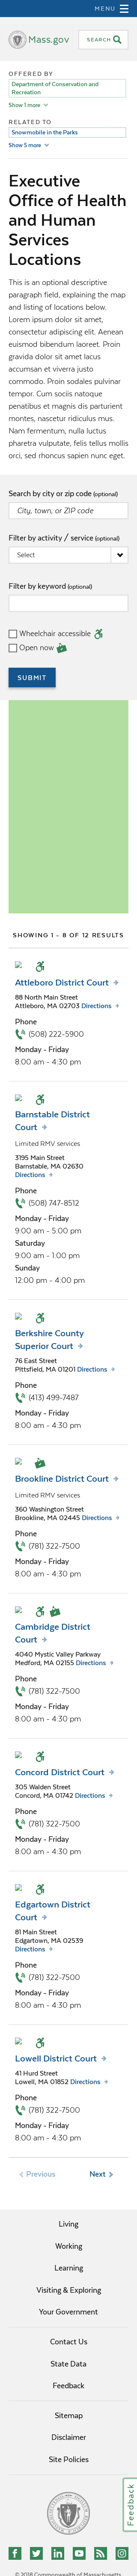 MENU
Mass.gov
SEARCH
OFFERED BY
Department of Conservation and
Recreation
Show 1 more
RELATED TO
Snowmobile in the Parks
Show 5 more
Executive
Office of Health
and Human
Services
Locations
This is an optional descriptive
paragraph field, explaining the map
and listing of locations below.
Lorem ipsum dolor sit amet,
consectetur adipiscing elit. Aenean
euismod bibendum laoreet. Proin
gravida dolor sit amet lacus
accumsan et viverra justo
commodo. Proin sodales pulvinar
tempor. Cum sociis natoque
penatibus et magnis dis parturient
montes, nascetur ridiculus mus.
Nam fermentum, nulla luctus
pharetra vulputate, felis tellus mollis
orci, sed rhoncus sapien nunc eget.
Search by city or zip code (optional)
City, town, or ZIP code
Filter by activity / service (optional)
Select
Filter by keyword (optional)
Wheelchair accessible
Open now
SUBMIT
SHOWING 1 - 8 OF 12 RESULTS
Attleboro District Court
88 North Main Street
Attleboro, MA 02703 Directions
Phone
(508) 222-5900
Monday - Friday
8:00 am - 4:30 pm
Barnstable District
Court
Limited RMV services
3195 Main Street
Barnstable, MA 02630
Directions
Phone
(508) 747-8512
Monday - Friday
9:00 am - 5:00 pm
Saturday
9:00 am - 1:00 pm
Sunday
12:00 pm - 4:00 pm
Berkshire County
Superior Court
76 East Street
Pittsfield, MA 01201 Directions
Phone
(413) 499-7487
Monday - Friday
8:00 am - 4:30 pm
Brookline District Court
Limited RMV services
360 Washington Street
Brookline, MA 02445 Directions
Phone
(781) 322-7500
Monday - Friday
8:00 am - 4:30 pm
Cambridge District
Court
4040 Mystic Valley Parkway
Medford, MA 02155 Directions
Phone
(781) 322-7500
Monday - Friday
8:00 am - 4:30 pm
Concord District Court
305 Walden Street
Concord, MA 01742 Directions
Phone
(781) 322-7500
Monday - Friday
8:00 am - 4:30 pm
Edgartown District
Court
81 Main Street
Edgartown, MA 02539
Directions
Phone
(781) 322-7500
Monday - Friday
8:00 am - 4:30 pm
Lowell District Court
41 Hurd Street
Lowell, MA 01852 Directions
Phone
(781) 322-7500
Monday - Friday
8:00 am - 4:30 pm
Previous
Next
Living
Working
Learning
Visiting & Exploring
Your Government
Contact Us
State Data
Feedback
Sitemap
Disclaimer
Site Policies
Feedback
© 2018 Commonwealth of Massachusetts.